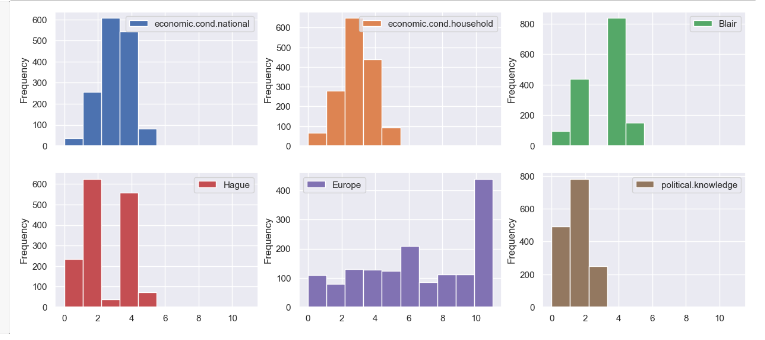 economic.cond.national
600
500
400
300
200
100
0
Frequency
economic.cond.household
600
500
400
300
200
100
0
Frequency
Blair
800
600
400
200
0
Frequency
Hague
600
500
400
300
200
100
0
Frequency
0 2 4 6 8 10
Europe
400
300
200
100
0
Frequency
0 2 4 6 8 10
political.knowledge
800
600
400
200
0
Frequency
0 2 4 6 8 10